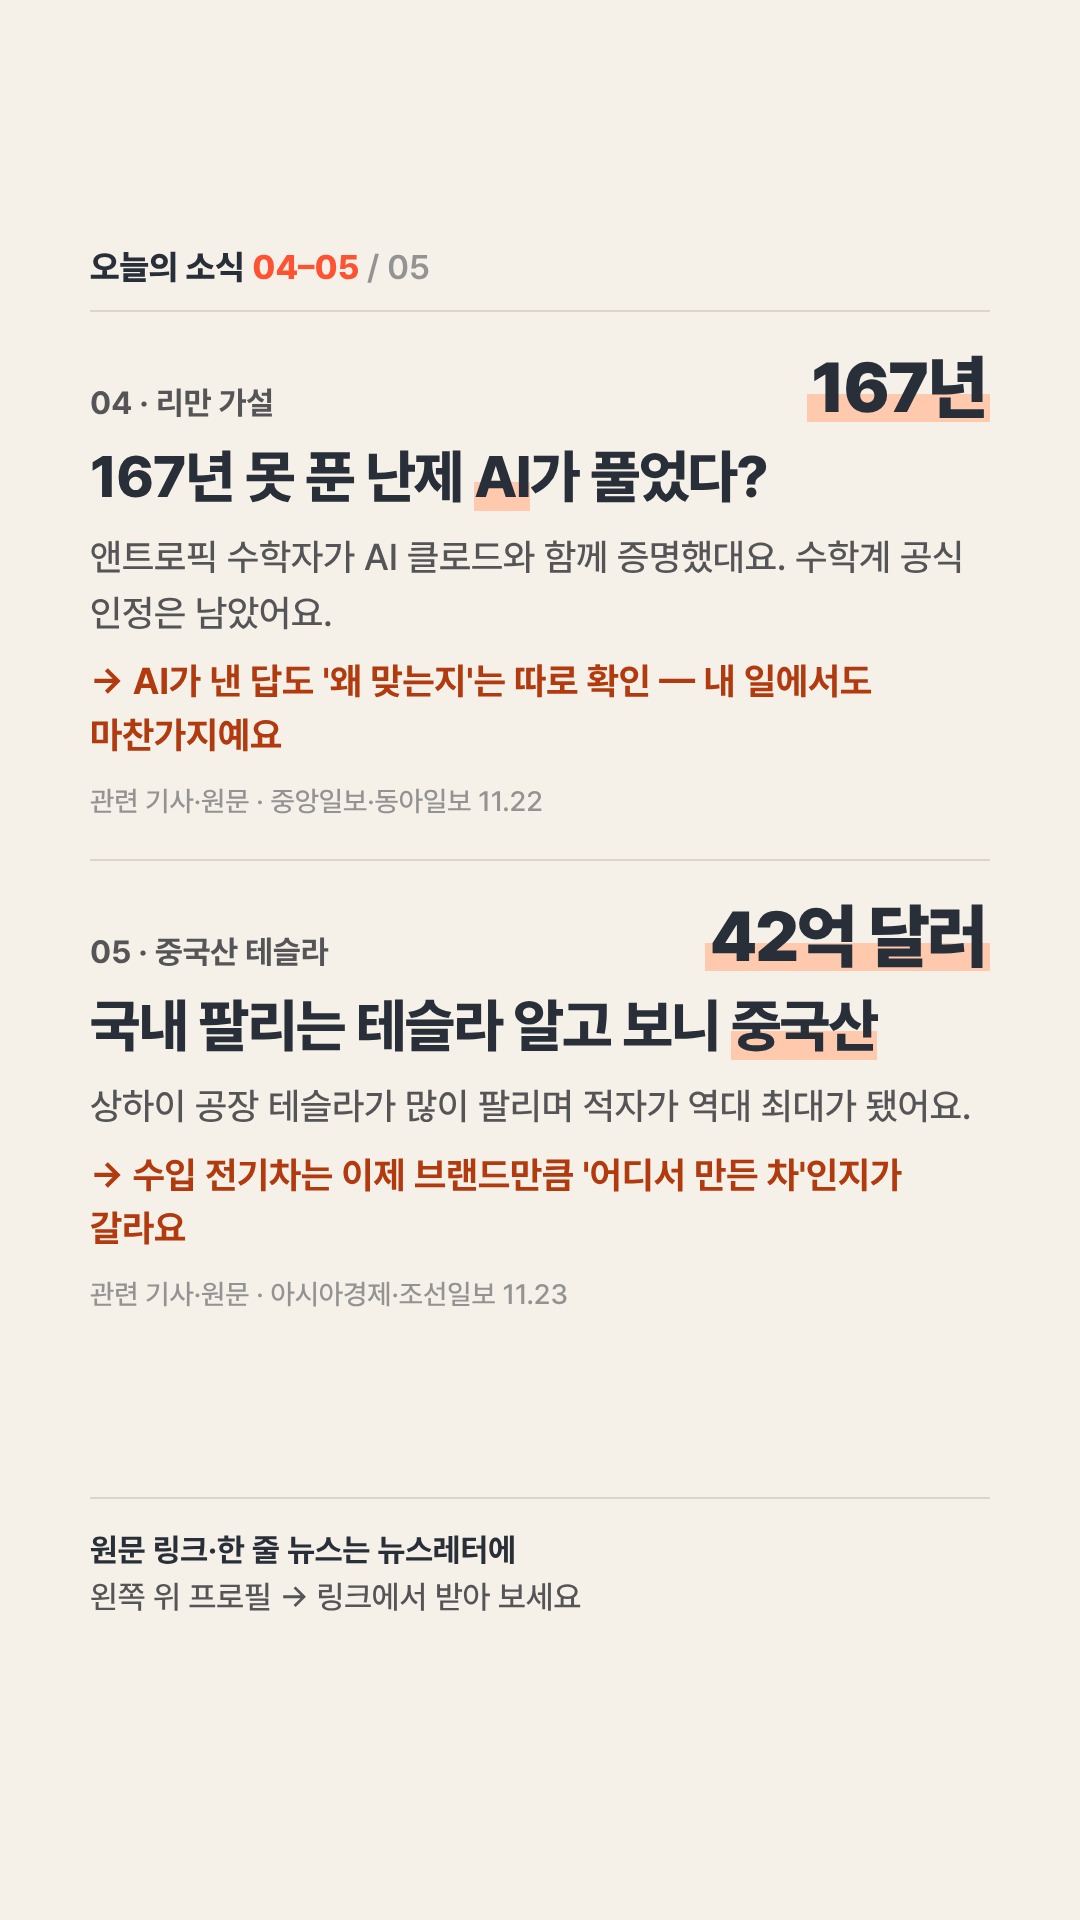 오늘의 소식 04–05 / 05
04 · 리만 가설
167년
167년 못 푼 난제 AI가 풀었다?
앤트로픽 수학자가 AI 클로드와 함께 증명했대요. 수학계 공식
인정은 남았어요.
→ AI가 낸 답도 '왜 맞는지'는 따로 확인 — 내 일에서도
마찬가지예요
관련 기사·원문 · 중앙일보·동아일보 11.22
05 · 중국산 테슬라
42억 달러
국내 팔리는 테슬라 알고 보니 중국산
상하이 공장 테슬라가 많이 팔리며 적자가 역대 최대가 됐어요.
→ 수입 전기차는 이제 브랜드만큼 '어디서 만든 차'인지가
갈라요
관련 기사·원문 · 아시아경제·조선일보 11.23
원문 링크·한 줄 뉴스는 뉴스레터에
왼쪽 위 프로필 → 링크에서 받아 보세요